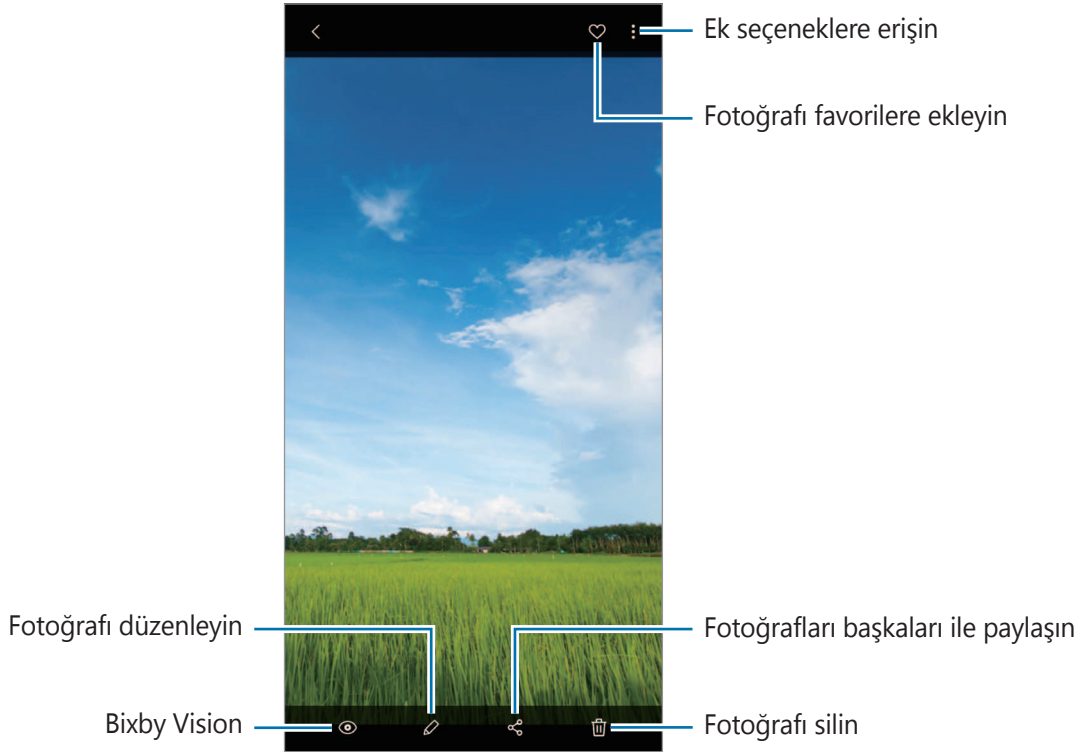 Ek seçeneklere erişin
Fotoğrafı favorilere ekleyin
Fotoğrafı düzenleyin
Fotoğrafları başkaları ile paylaşın
Bixby Vision
Fotoğrafı silin